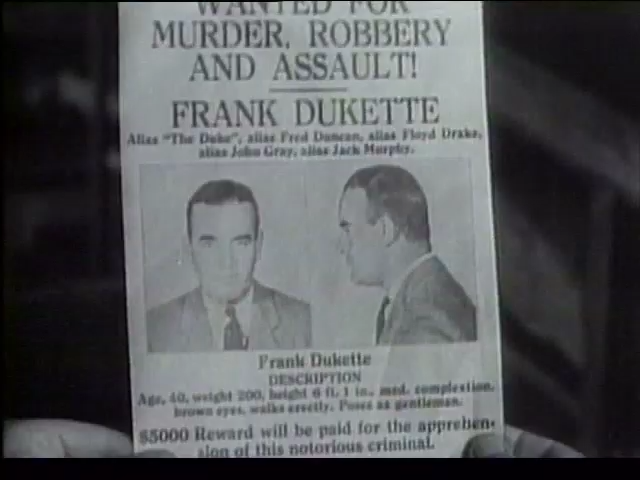 WANTED FOR
MURDER, ROBBERY
AND ASSAULT!
FRANK DUKETTE
Alias "The Duke", alias Fred Duncan, alias Floyd Drake,
alias John Gray, alias Jack Murphy.
Frank Dukette
DESCRIPTION
Age, 40, weight 200, height 6 ft. 1 in., med. complection,
brown eyes, walks erectly. Poses as gentleman.
$5000 Reward will be paid for the apprehen-
sion of this notorious criminal.